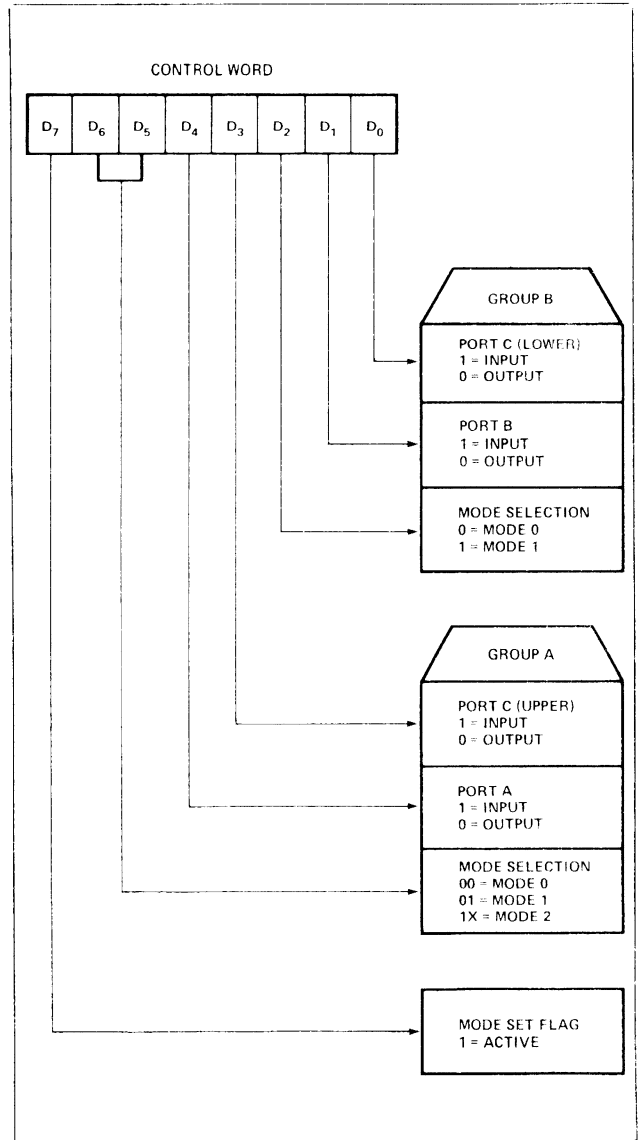 CONTROL WORD
D7 D6 D5 D4 D3 D2 D1 D0
GROUP B
PORT C (LOWER)
1 = INPUT
0 = OUTPUT
PORT B
1 = INPUT
0 = OUTPUT
MODE SELECTION
0 = MODE 0
1 = MODE 1
GROUP A
PORT C (UPPER)
1 = INPUT
0 = OUTPUT
PORT A
1 = INPUT
0 = OUTPUT
MODE SELECTION
00 = MODE 0
01 = MODE 1
1X = MODE 2
MODE SET FLAG
1 = ACTIVE